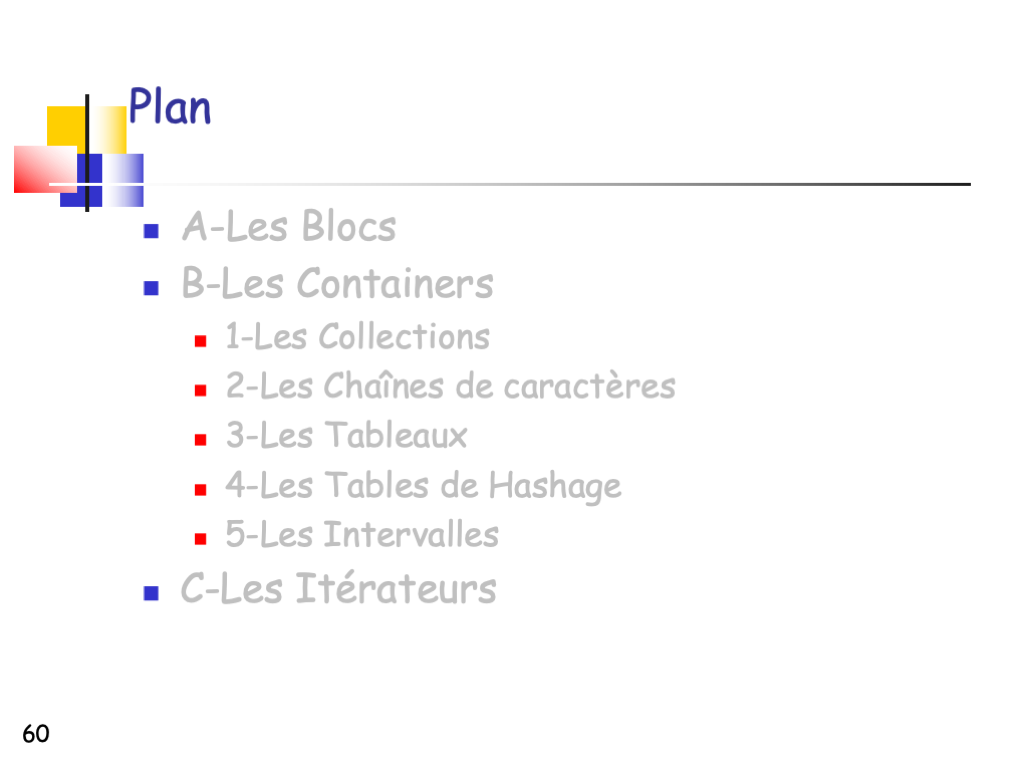 Plan
A-Les Blocs
B-Les Containers
1-Les Collections
2-Les Chaînes de caractères
3-Les Tableaux
4-Les Tables de Hashage
5-Les Intervalles
C-Les Itérateurs
60